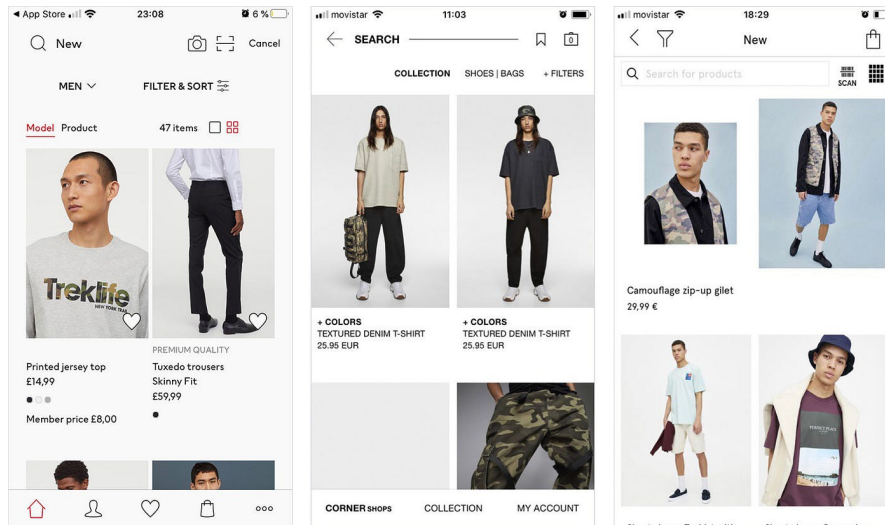 App Store
23:08
6 %
New
Cancel
MEN
FILTER & SORT
Model Product
47 items
Treklife
NEW YORK TRAIL
PREMIUM QUALITY
Printed jersey top
£14,99
Member price £8,00
Tuxedo trousers
Skinny Fit
£59,99
movistar
11:03
SEARCH
0
COLLECTION
SHOES | BAGS
+ FILTERS
+ COLORS
TEXTURED DENIM T-SHIRT
25.95 EUR
+ COLORS
TEXTURED DENIM T-SHIRT
25.95 EUR
CORNER SHOPS
COLLECTION
MY ACCOUNT
movistar
18:29
New
Search for products
SCAN
Camouflage zip-up gilet
29,99 €